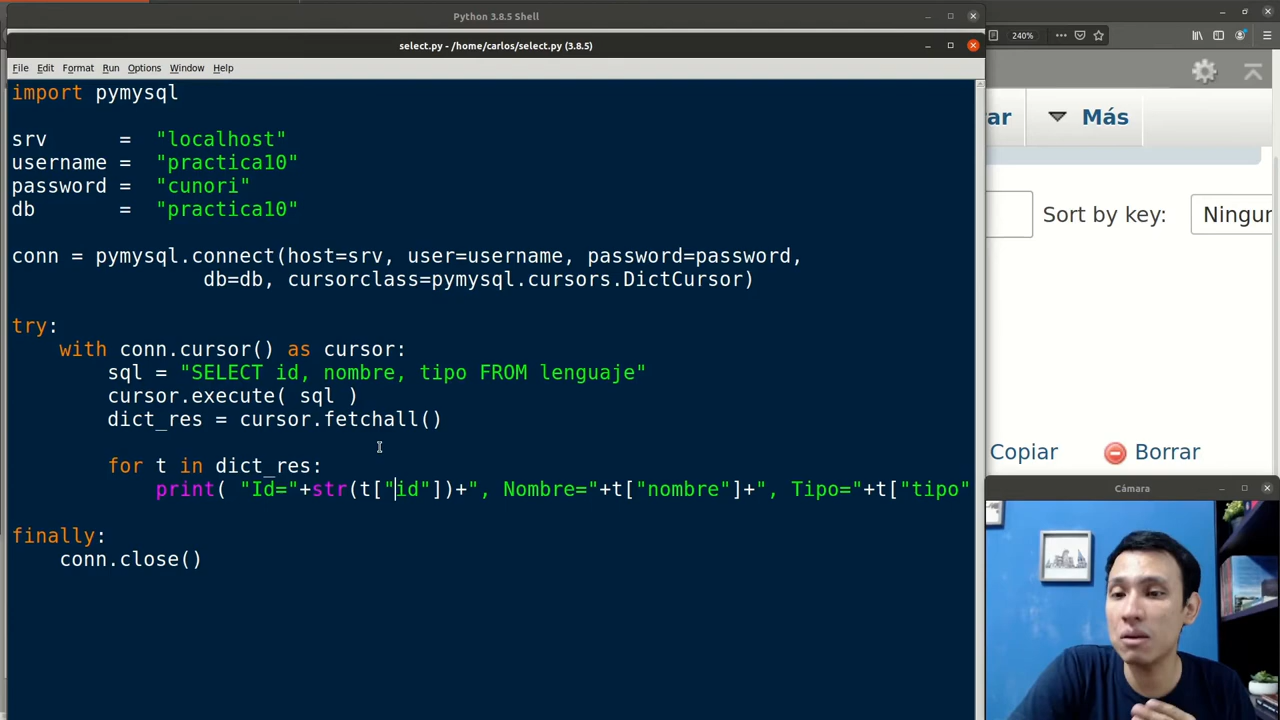 Python 3.8.5 Shell
select.py - /home/carlos/select.py (3.8.5)
File Edit Format Run Options Window Help
import pymysql
srv      =  "localhost"
username =  "practica10"
password =  "cunori"
db       =  "practica10"
conn = pymysql.connect(host=srv, user=username, password=password,
                db=db, cursorclass=pymysql.cursors.DictCursor)
try:
    with conn.cursor() as cursor:
        sql = "SELECT id, nombre, tipo FROM lenguaje"
        cursor.execute( sql )
        dict_res = cursor.fetchall()
        for t in dict_res:
            print( "Id="+str(t["id"])+", Nombre="+t["nombre"]+", Tipo="+t["tipo"
finally:
    conn.close()
240%
ar
Más
Sort by key:
Ningun
Copiar
Borrar
Cámara